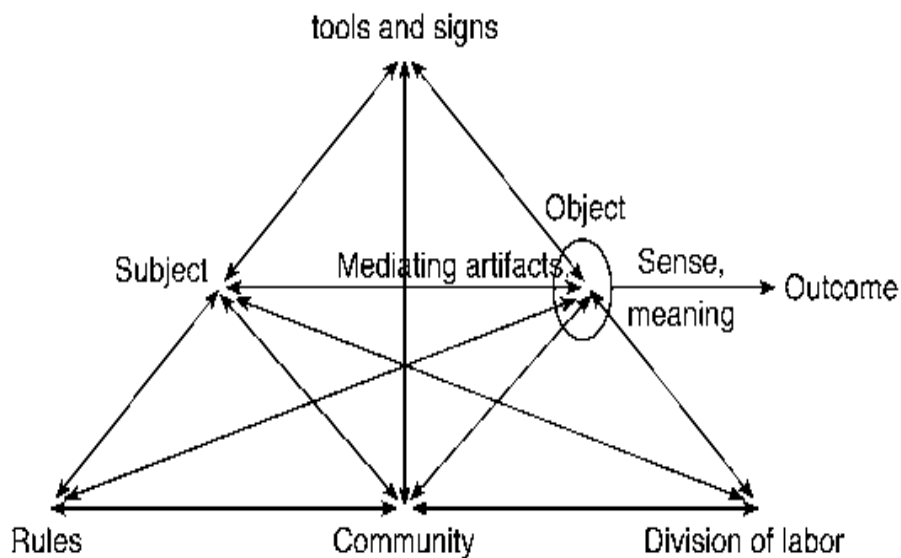 tools and signs
Object
Subject
Mediating artifacts
Sense,
meaning
Outcome
Rules
Community
Division of labor